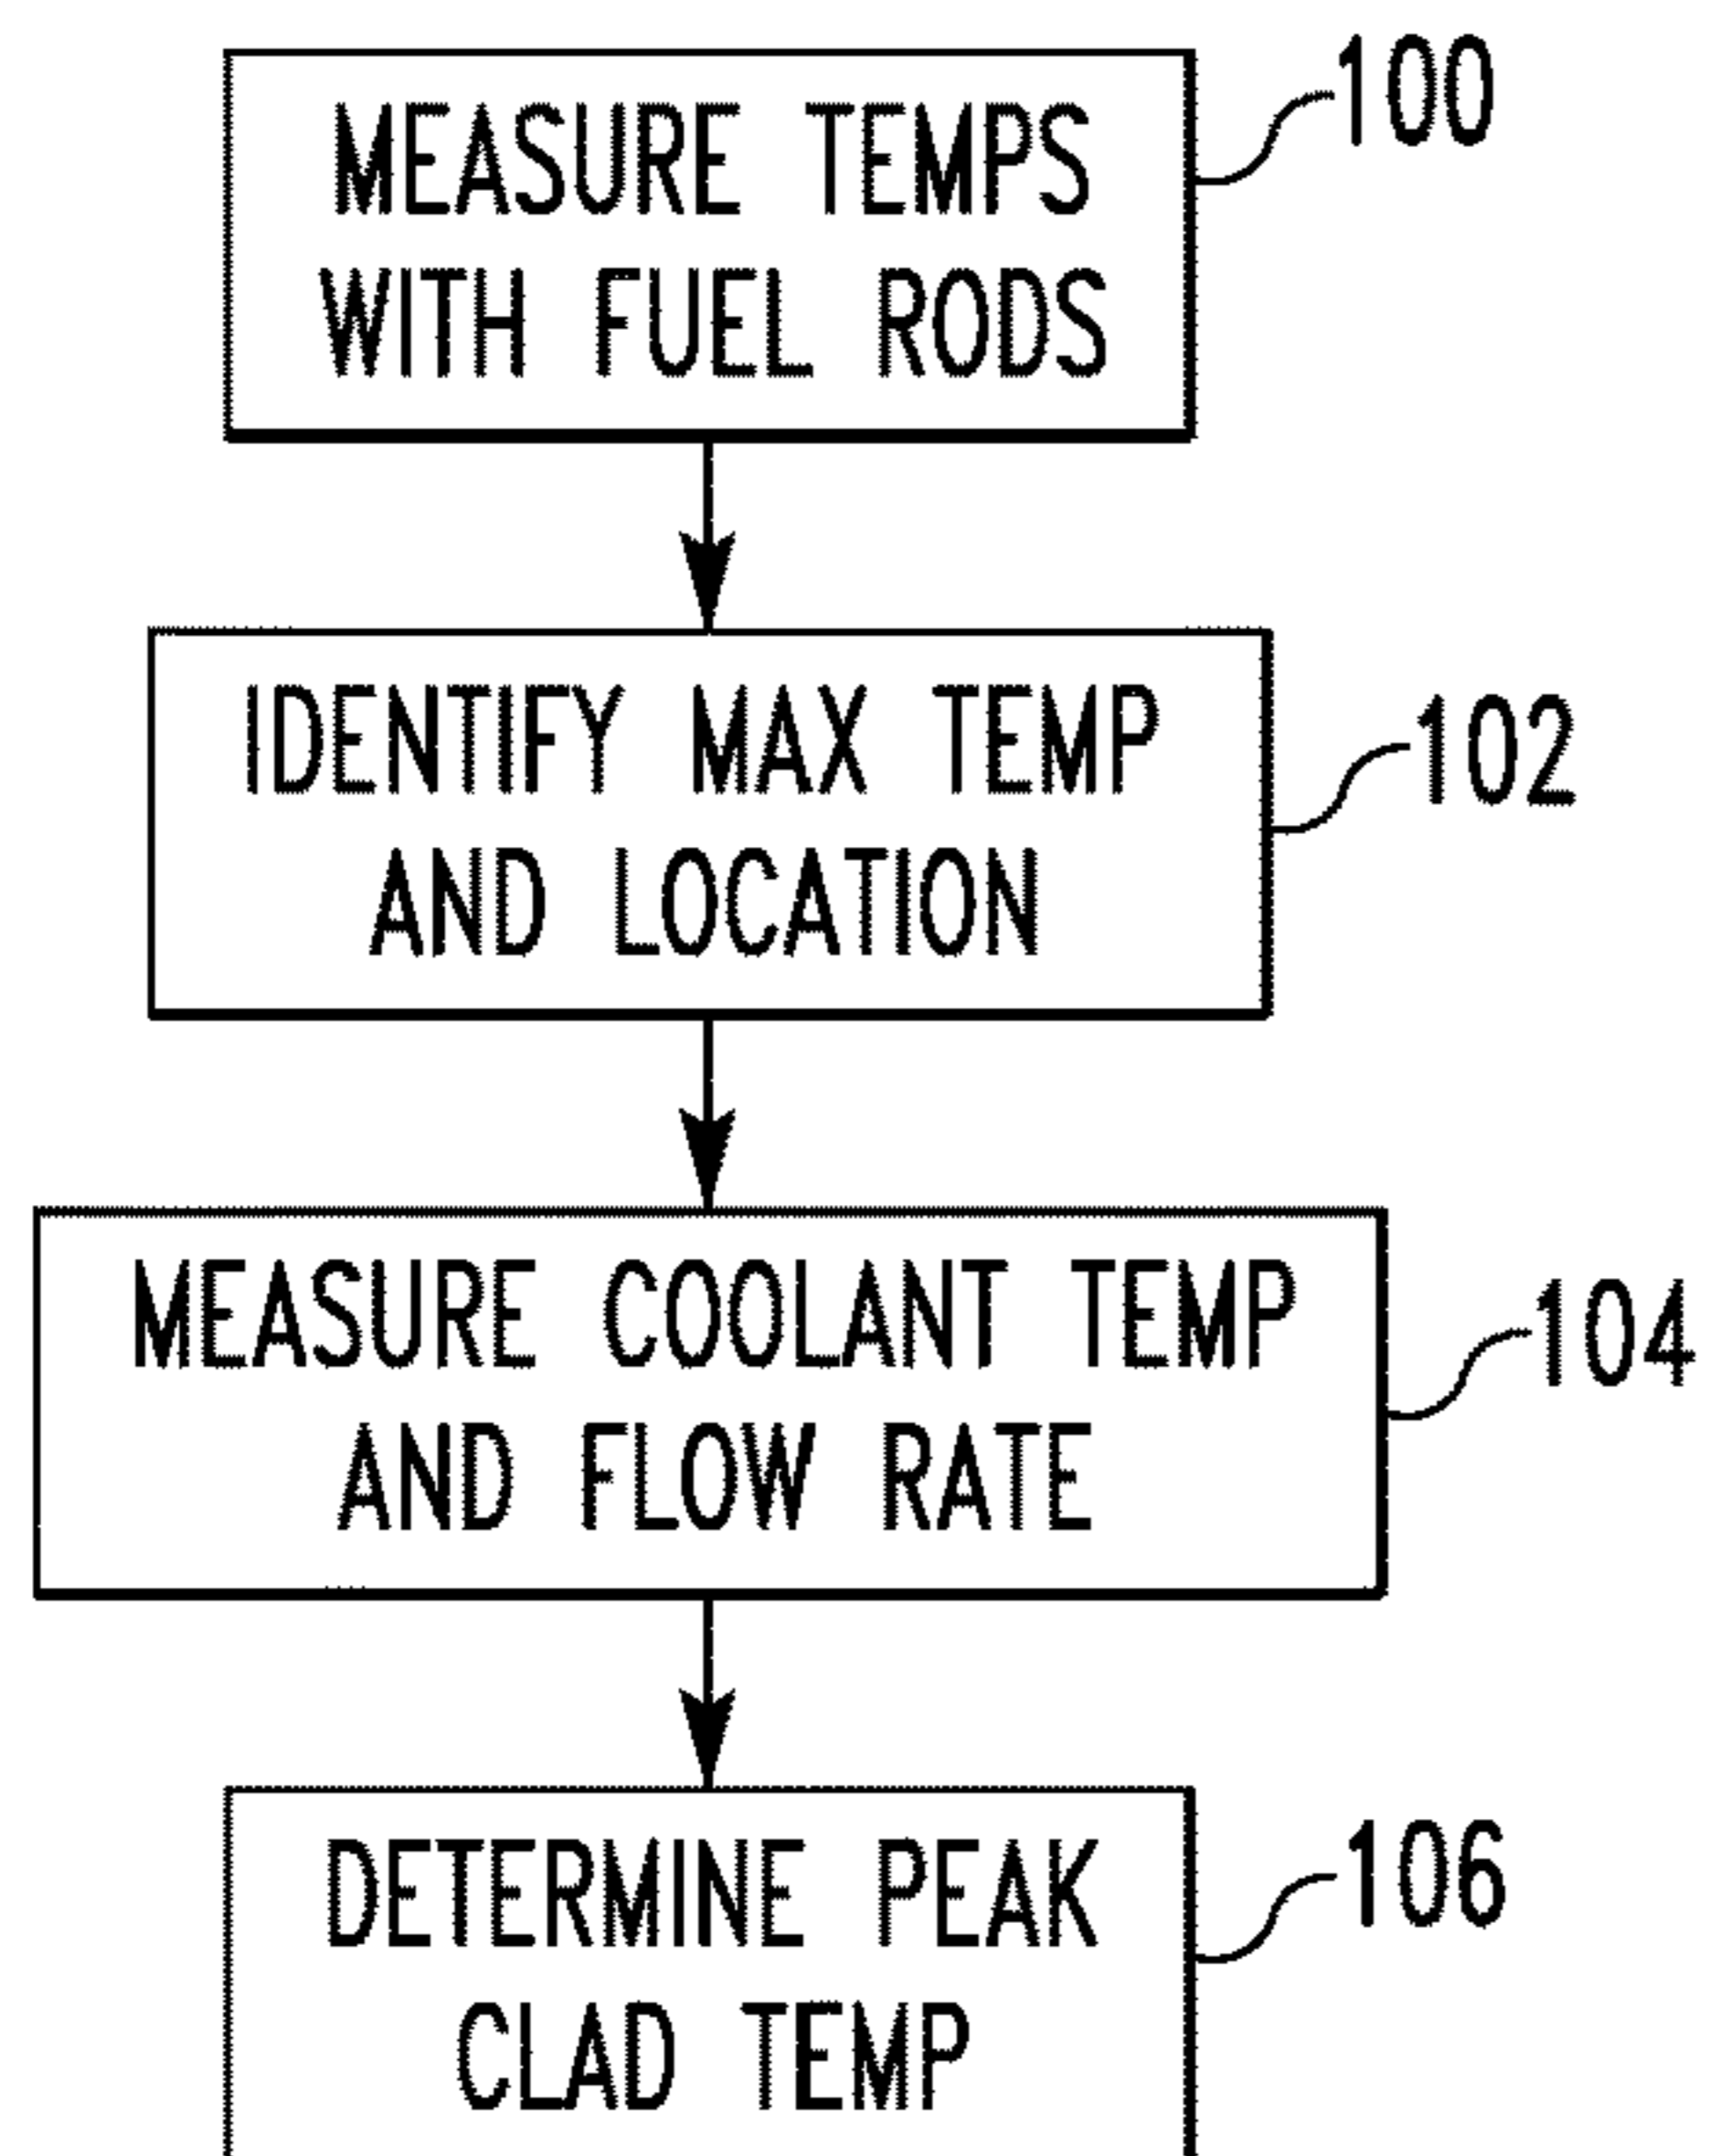 MEASURE TEMPS
WITH FUEL RODS
100
IDENTIFY MAX TEMP
AND LOCATION
102
MEASURE COOLANT TEMP
AND FLOW RATE
104
DETERMINE PEAK
CLAD TEMP
106